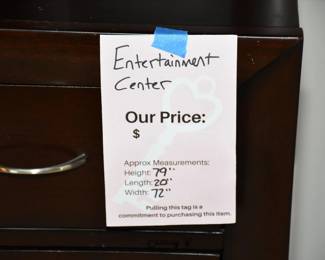 Entertainment
Center
Our Price:
$
Approx Measurements:
Height: 79"
Length: 20"
Width: 72"
Pulling this tag is a
commitment to purchasing this item.